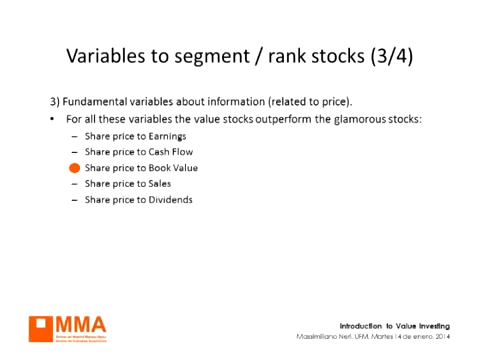 Variables to segment / rank stocks (3/4)
3) Fundamental variables about information (related to price).
• For all these variables the value stocks outperform the glamorous stocks:
– Share price to Earnings
– Share price to Cash Flow
Share price to Book Value
– Share price to Sales
– Share price to Dividends
MMA
Introduction to Value Investing
Massimiliano Neri, UFM, Martes 14 de enero, 2014